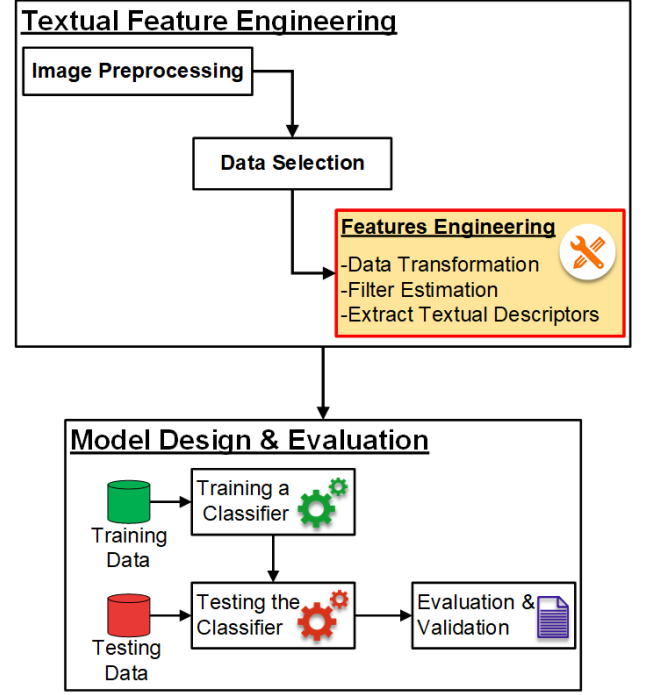 Textual Feature Engineering
Image Preprocessing
Data Selection
Features Engineering
-Data Transformation
-Filter Estimation
-Extract Textual Descriptors
Model Design & Evaluation
Training
Data
Training a
Classifier
Testing
Data
Testing the
Classifier
Evaluation &
Validation